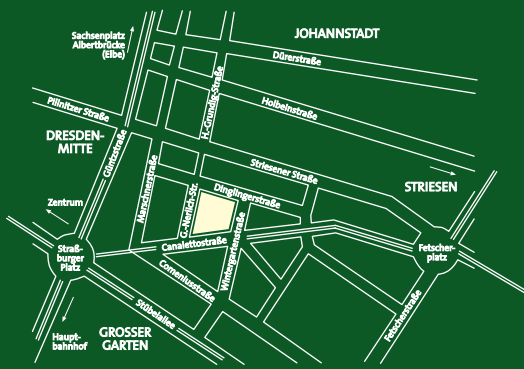 Sachsenplatz
Albertbrücke
(Elbe)
JOHANNSTADT
Dürerstraße
Pillnitzer Straße
Holbeinstraße
H.-Grundig-Straße
DRESDEN-
MITTE
Güntzstraße
Marschnerstraße
Striesener Straße
STRIESEN
Dinglingerstraße
G.-Nerlich-Str.
Zentrum
Canalettostraße
Wintergartenstraße
Straß-
burger
Platz
Fetscher-
platz
Comeniusstraße
Stübelallee
Fetscherstraße
Haupt-
bahnhof
GROSSER
GARTEN